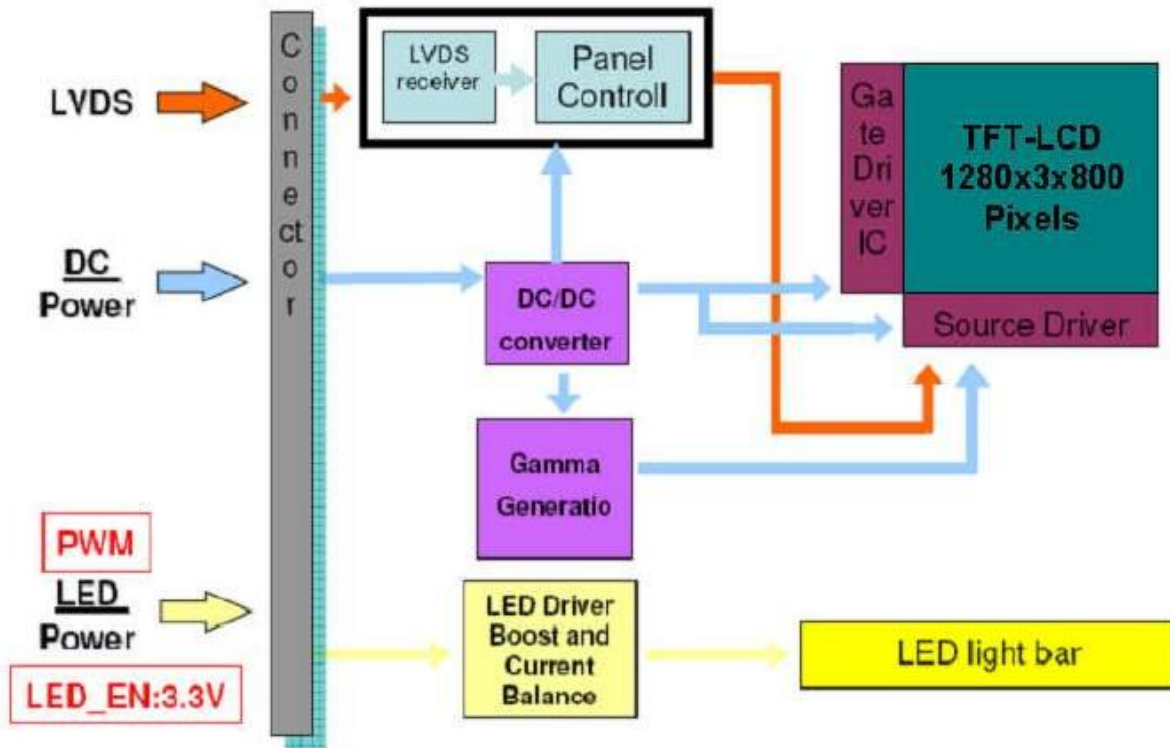 Connector
LVDS
receiver
Panel
Controll
LVDS
Ga
te
Dri
ver
IC
TFT-LCD
1280x3x800
Pixels
DC
Power
DC/DC
converter
Source Driver
Gamma
Generatio
PWM
LED
Power
LED_EN:3.3V
LED Driver
Boost and
Current
Balance
LED light bar